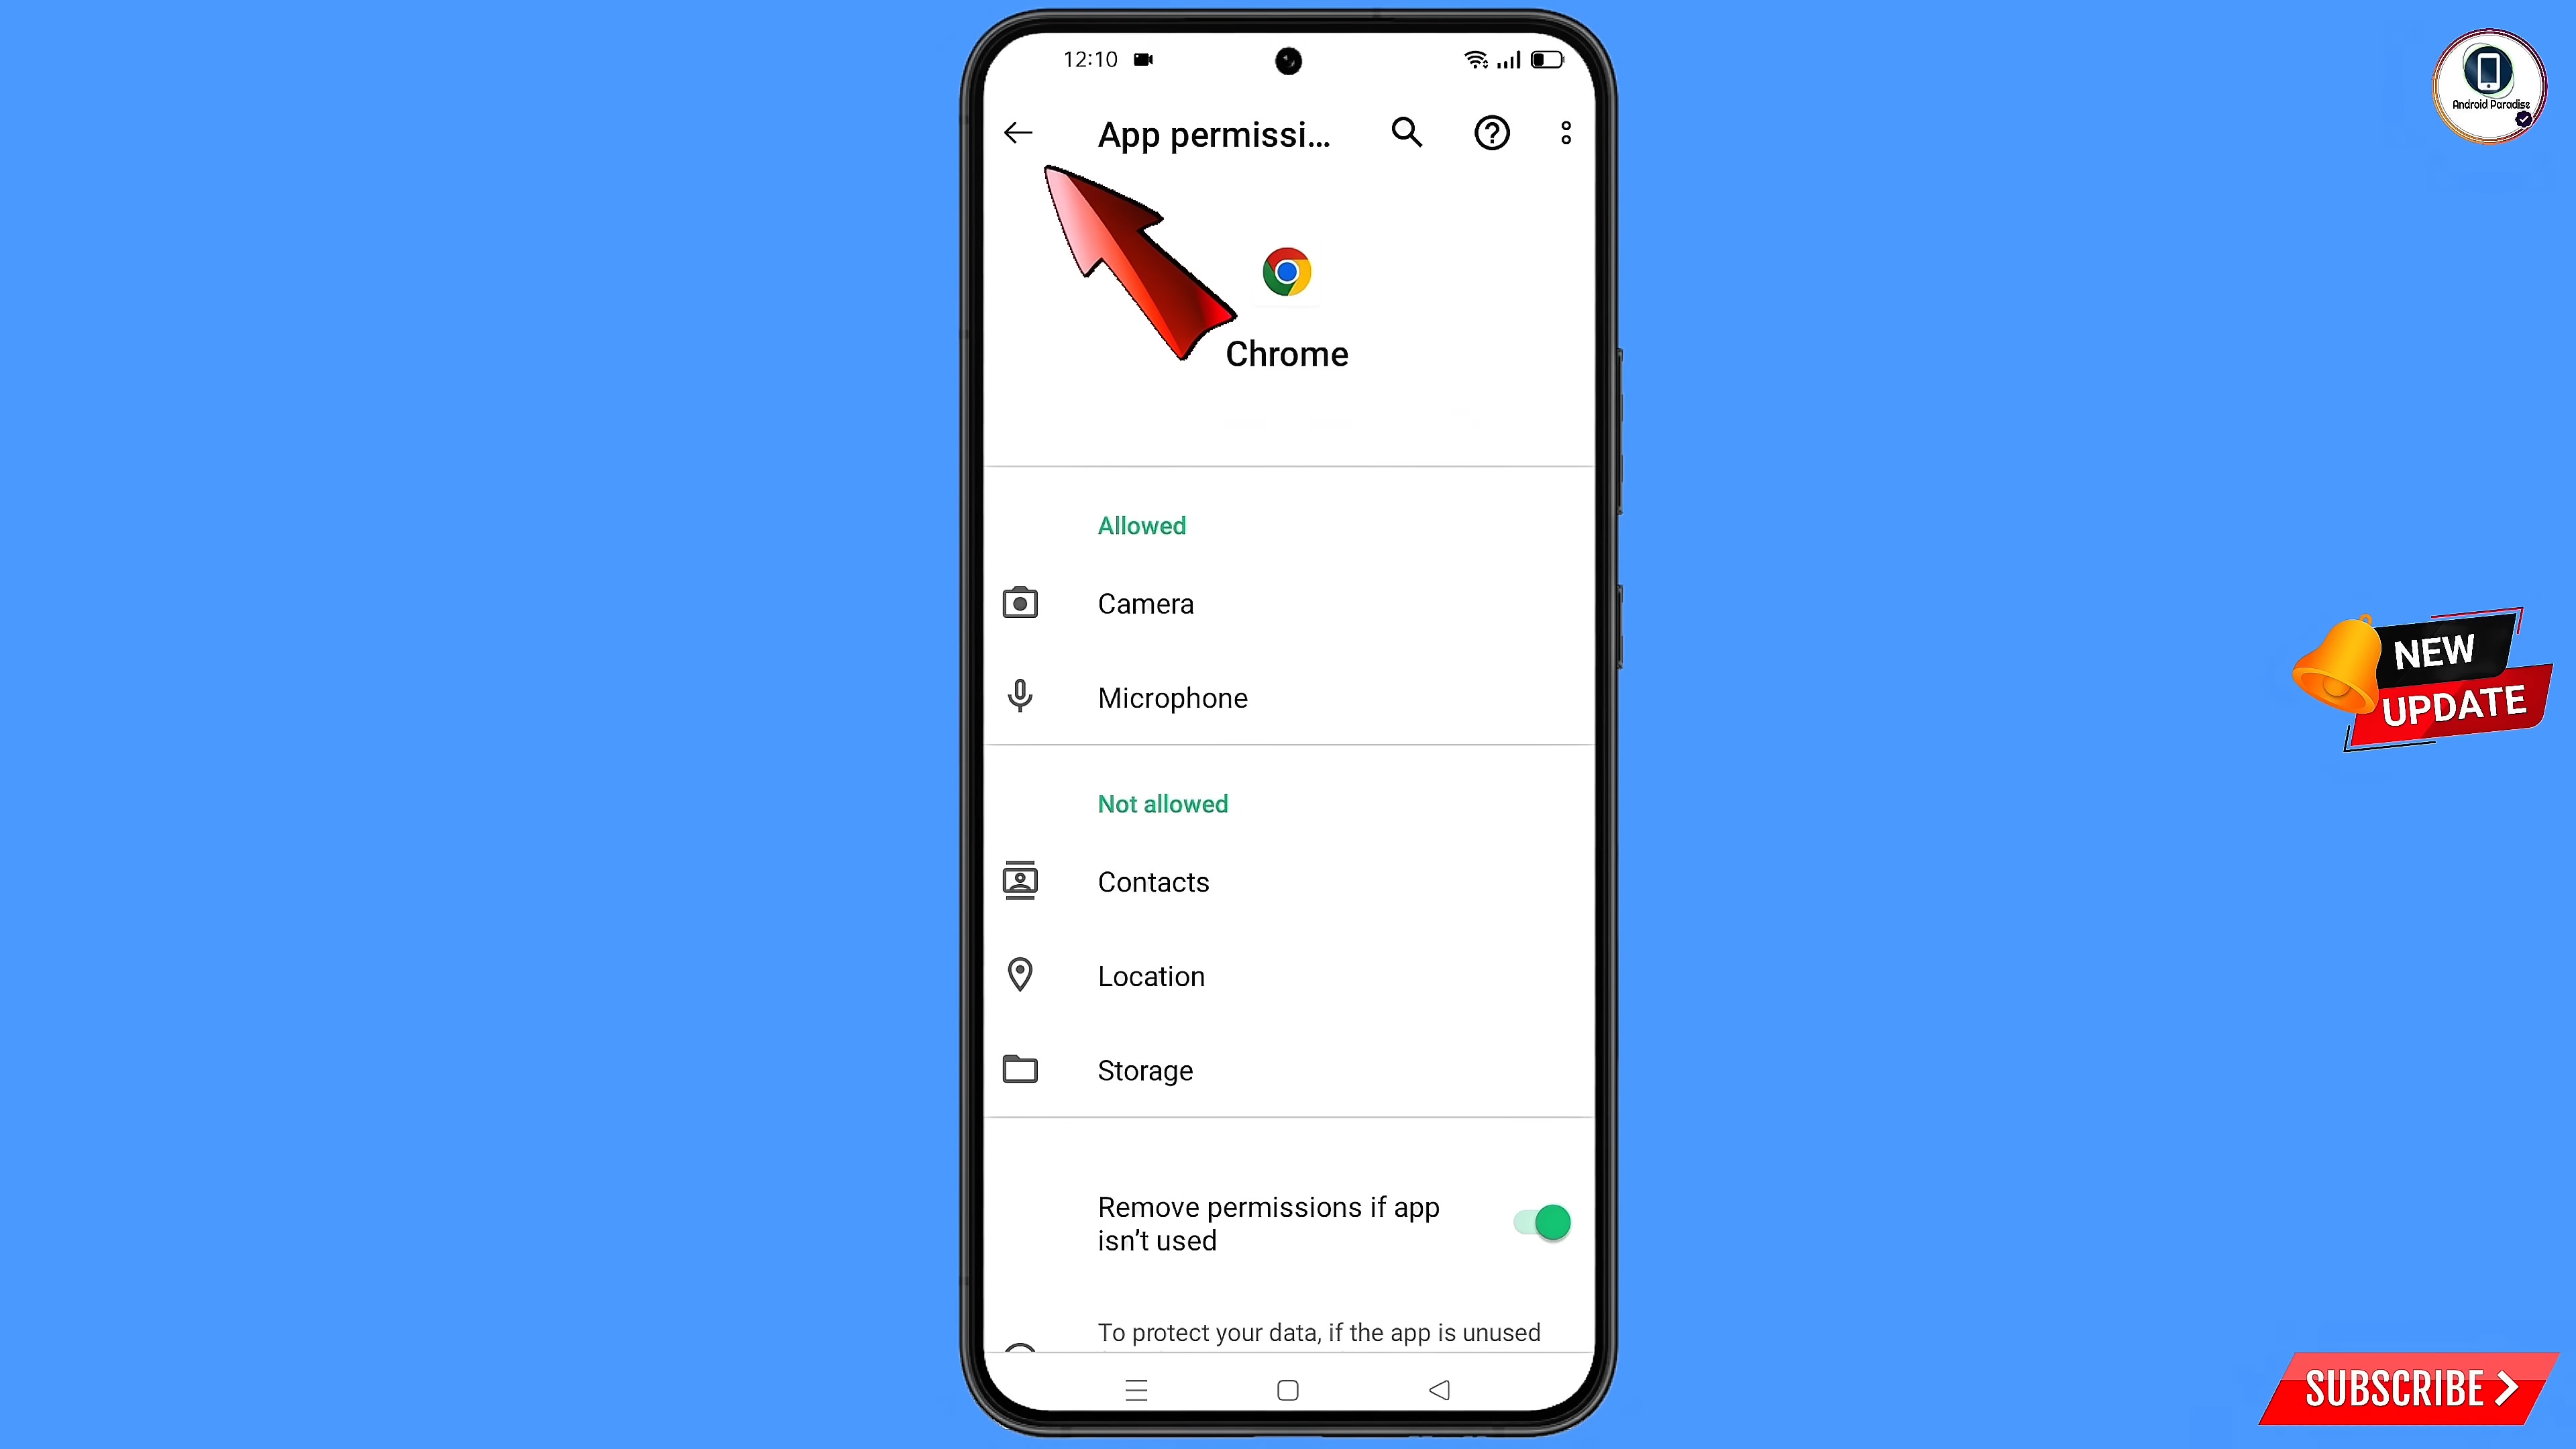 12:10
App permissi...
Android Paradise
Chrome
Allowed
Camera
Microphone
NEW
UPDATE
Not allowed
Contacts
Location
Storage
Remove permissions if app
isn't used
To protect your data, if the app is unused
SUBSCRIBE